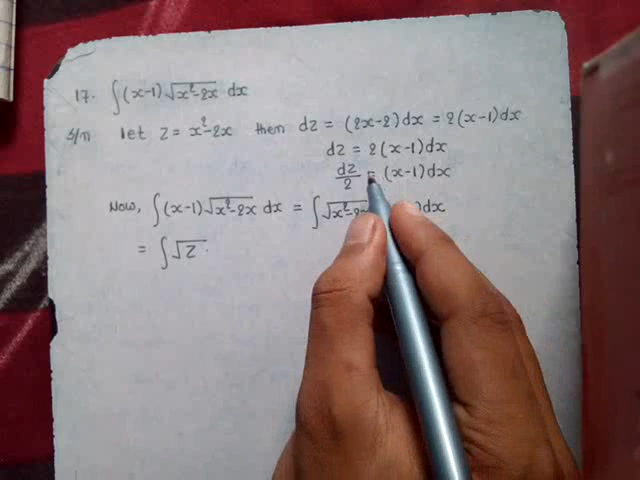 17. ∫(x-1)√x²-2x dx
S/n let z = x²-2x then dz = (2x-2)dx = 2(x-1)dx
dz = 2(x-1)dx
dz/2 = (x-1)dx
Now, ∫(x-1)√x²-2x dx = ∫√x²-2x )dx
= ∫√z .